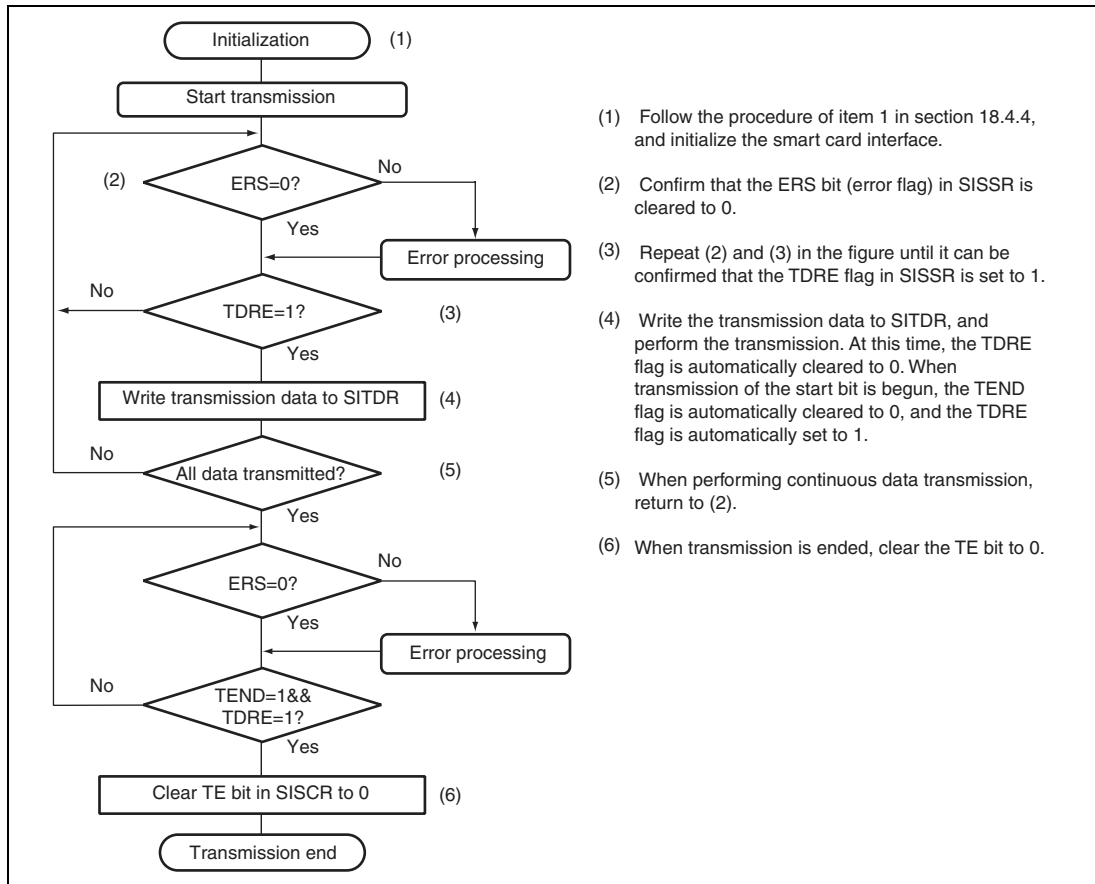 Initialization
(1)
Start transmission
(2)
ERS=0?
No
Yes
Error processing
No
TDRE=1?
(3)
Yes
Write transmission data to SITDR
(4)
No
All data transmitted?
(5)
Yes
ERS=0?
No
Yes
Error processing
No
TEND=1&&
TDRE=1?
Yes
Clear TE bit in SISCR to 0
(6)
Transmission end
(1) Follow the procedure of item 1 in section 18.4.4,
and initialize the smart card interface.
(2) Confirm that the ERS bit (error flag) in SISSR is
cleared to 0.
(3) Repeat (2) and (3) in the figure until it can be
confirmed that the TDRE flag in SISSR is set to 1.
(4) Write the transmission data to SITDR, and
perform the transmission. At this time, the TDRE
flag is automatically cleared to 0. When
transmission of the start bit is begun, the TEND
flag is automatically cleared to 0, and the TDRE
flag is automatically set to 1.
(5) When performing continuous data transmission,
return to (2).
(6) When transmission is ended, clear the TE bit to 0.